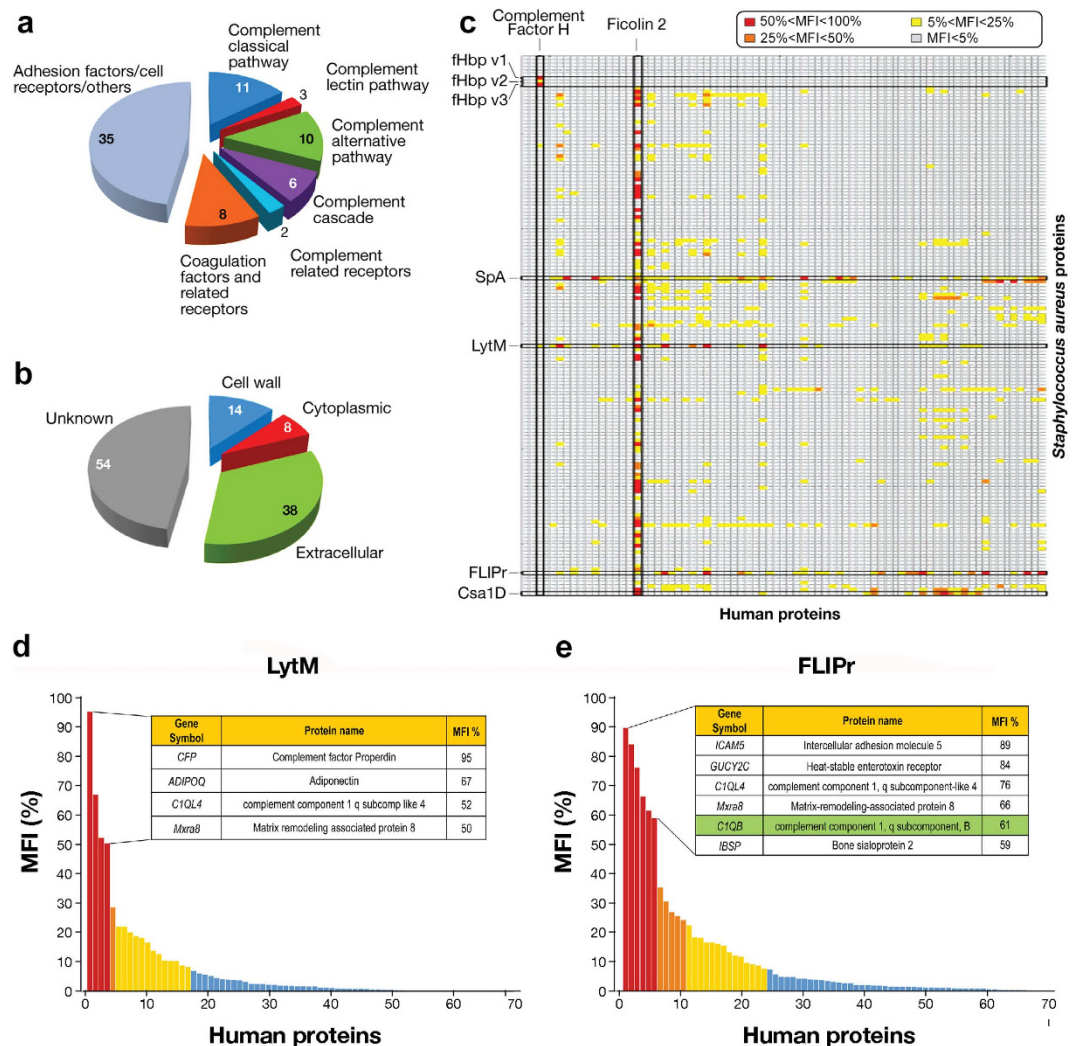 a
Complement
classical
pathway
Complement
lectin pathway
Complement
alternative
pathway
Complement
cascade
Complement
related receptors
Coagulation
factors and
related
receptors
Adhesion factors/cell
receptors/others
11
3
10
6
2
8
35
b
Cell wall
Cytoplasmic
Extracellular
Unknown
14
8
38
54
c
Complement
Factor H
Ficolin 2
50%<MFI<100%
5%<MFI<25%
25%<MFI<50%
MFI<5%
fHbp v1
fHbp v2
fHbp v3
SpA
LytM
FLIPr
Csa1D
Staphylococcus aureus proteins
Human proteins
d
LytM
MFI (%)
100
90
80
70
60
50
40
30
20
10
0
Gene Symbol Protein name MFI %
CFP Complement factor Properdin 95
ADIPOQ Adiponectin 67
C1QL4 complement component 1 q subcomp like 4 52
Mxra8 Matrix remodeling associated protein 8 50
0 10 20 30 40 50 60 70
Human proteins
e
FLIPr
MFI (%)
100
90
80
70
60
50
40
30
20
10
0
Gene Symbol Protein name MFI %
ICAM5 Intercellular adhesion molecule 5 89
GUCY2C Heat-stable enterotoxin receptor 84
C1QL4 complement component 1, q subcomponent-like 4 76
Mxra8 Matrix-remodeling-associated protein 8 66
C1QB complement component 1, q subcomponent, B 61
IBSP Bone sialoprotein 2 59
0 10 20 30 40 50 60 70
Human proteins